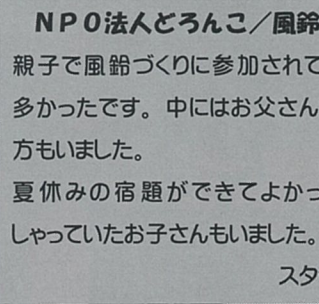 NPO法人どろんこ／風鈴
親子で風鈴づくりに参加されて
多かったです。中にはお父さん
方もいました。
夏休みの宿題ができてよかっ
しゃっていたお子さんもいました。
スタ